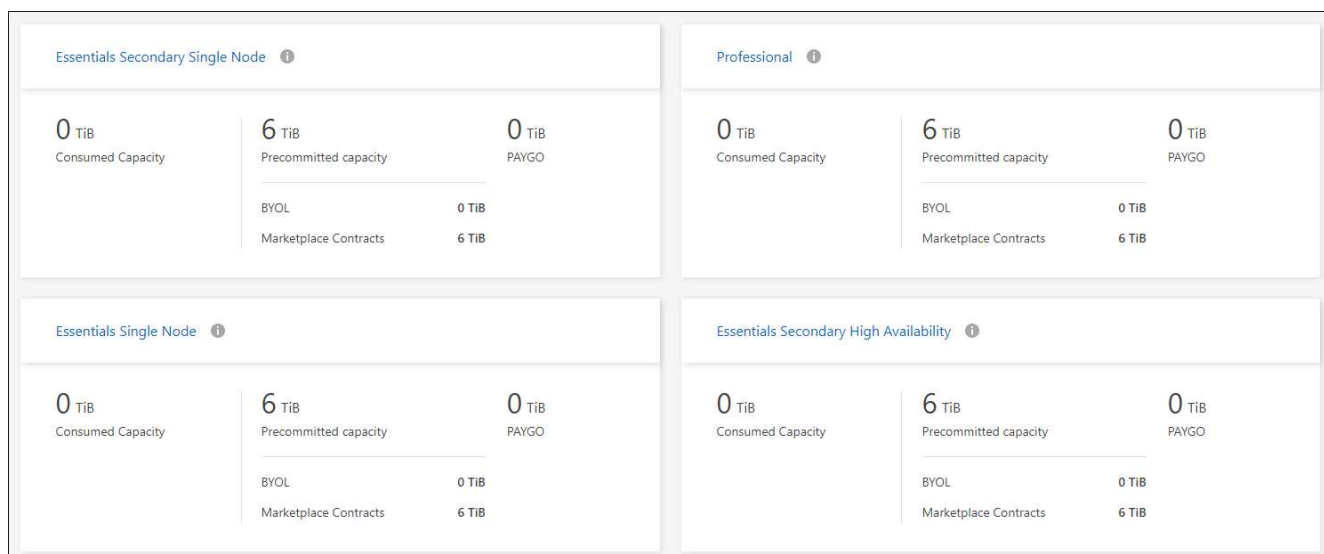 Essentials Secondary Single Node
0 TiB
Consumed Capacity
6 TiB
Precommitted capacity
BYOL 0 TiB
Marketplace Contracts 6 TiB
0 TiB
PAYGO
Professional
0 TiB
Consumed Capacity
6 TiB
Precommitted capacity
BYOL 0 TiB
Marketplace Contracts 6 TiB
0 TiB
PAYGO
Essentials Single Node
0 TiB
Consumed Capacity
6 TiB
Precommitted capacity
BYOL 0 TiB
Marketplace Contracts 6 TiB
0 TiB
PAYGO
Essentials Secondary High Availability
0 TiB
Consumed Capacity
6 TiB
Precommitted capacity
BYOL 0 TiB
Marketplace Contracts 6 TiB
0 TiB
PAYGO